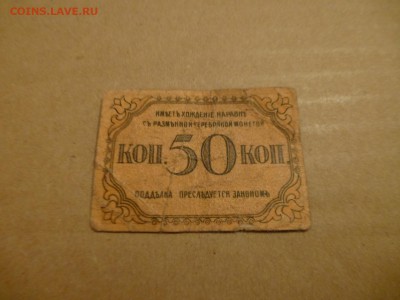 COINS.LAVE.RU
ИМѢЕТЪ ХОЖДЕНІЕ НАРАВНѢ
СЪ РАЗМѢННОЙ СЕРЕБРЯНОЙ МОНЕТОЙ
КОП. 50 КОП.
ПОДДѢЛКА ПРЕСЛѢДУЕТСЯ ЗАКОНОМЪ